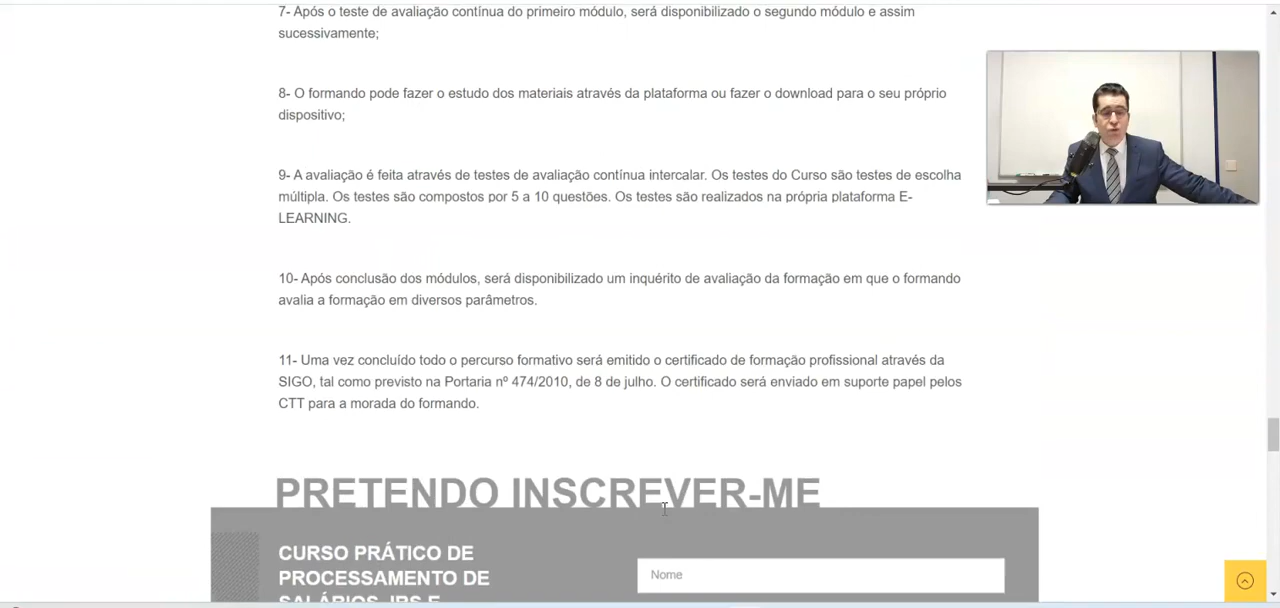 7- Após o teste de avaliação contínua do primeiro módulo, será disponibilizado o segundo módulo e assim
sucessivamente;
8- O formando pode fazer o estudo dos materiais através da plataforma ou fazer o download para o seu próprio
dispositivo;
9- A avaliação é feita através de testes de avaliação contínua intercalar. Os testes do Curso são testes de escolha
múltipla. Os testes são compostos por 5 a 10 questões. Os testes são realizados na própria plataforma E-
LEARNING.
10- Após conclusão dos módulos, será disponibilizado um inquérito de avaliação da formação em que o formando
avalia a formação em diversos parâmetros.
11- Uma vez concluído todo o percurso formativo será emitido o certificado de formação profissional através da
SIGO, tal como previsto na Portaria nº 474/2010, de 8 de julho. O certificado será enviado em suporte papel pelos
CTT para a morada do formando.
PRETENDO INSCREVER-ME
CURSO PRÁTICO DE
PROCESSAMENTO DE
SALÁRIOS, IRS E
Nome